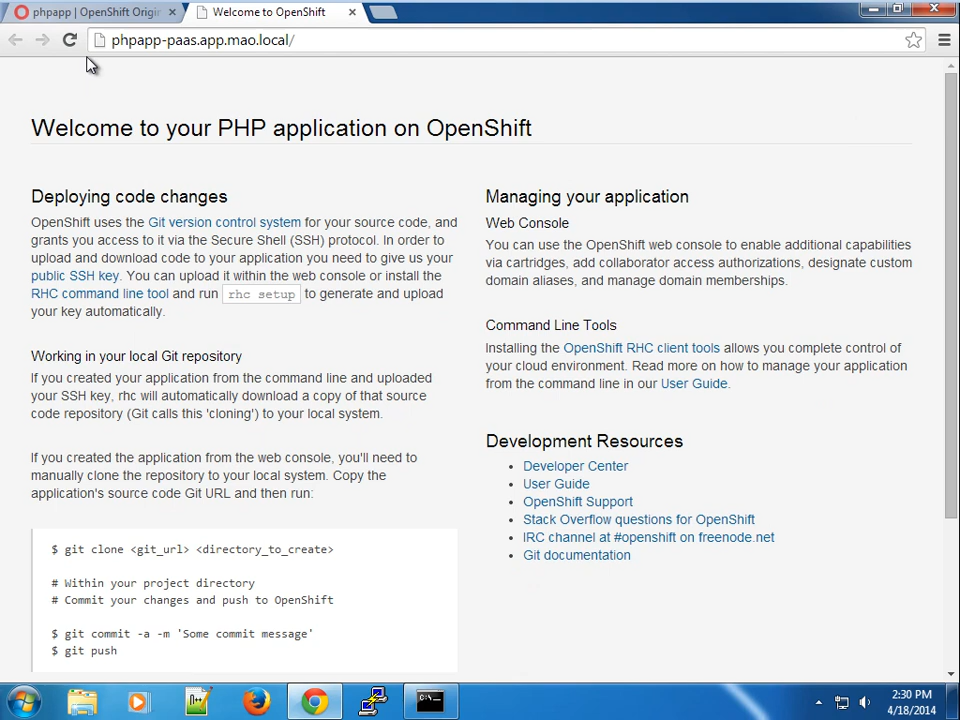 phpapp | OpenShift Origin
Welcome to OpenShift
phpapp-paas.app.mao.local/
Welcome to your PHP application on OpenShift
Deploying code changes
OpenShift uses the Git version control system for your source code, and
grants you access to it via the Secure Shell (SSH) protocol. In order to
upload and download code to your application you need to give us your
public SSH key. You can upload it within the web console or install the
RHC command line tool and run rhc setup to generate and upload
your key automatically.
Working in your local Git repository
If you created your application from the command line and uploaded
your SSH key, rhc will automatically download a copy of that source
code repository (Git calls this 'cloning') to your local system.
If you created the application from the web console, you'll need to
manually clone the repository to your local system. Copy the
application's source code Git URL and then run:
$ git clone <git_url> <directory_to_create>
# Within your project directory
# Commit your changes and push to OpenShift
$ git commit -a -m 'Some commit message'
$ git push
Managing your application
Web Console
You can use the OpenShift web console to enable additional capabilities
via cartridges, add collaborator access authorizations, designate custom
domain aliases, and manage domain memberships.
Command Line Tools
Installing the OpenShift RHC client tools allows you complete control of
your cloud environment. Read more on how to manage your application
from the command line in our User Guide.
Development Resources
• Developer Center
• User Guide
• OpenShift Support
• Stack Overflow questions for OpenShift
• IRC channel at #openshift on freenode.net
• Git documentation
C:\
2:30 PM
4/18/2014